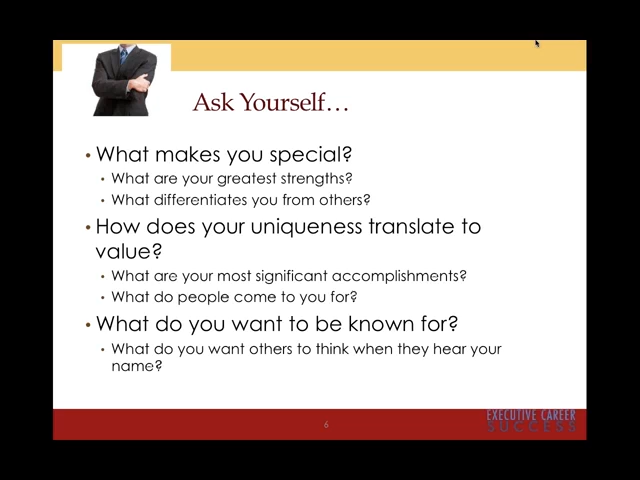 Ask Yourself…
• What makes you special?
• What are your greatest strengths?
• What differentiates you from others?
• How does your uniqueness translate to
value?
• What are your most significant accomplishments?
• What do people come to you for?
• What do you want to be known for?
• What do you want others to think when they hear your
name?
6
EXECUTIVE CAREER
SUCCESS